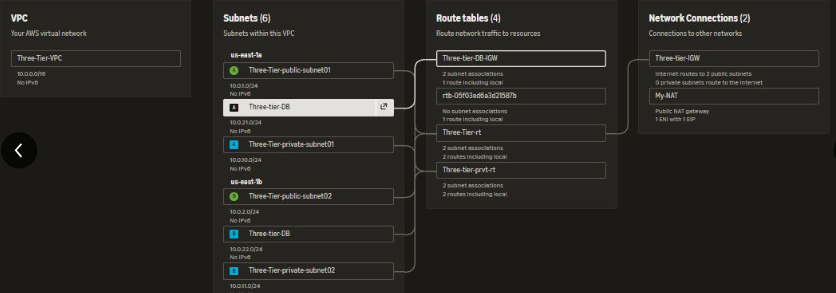 VPC
Your AWS virtual network
Three-Tier-VPC
10.0.0.0/16
No IPv6
Subnets (6)
Subnets within this VPC
us-east-1a
Three-Tier-public-subnet01
10.0.1.0/24
No IPv6
Three-tier-DB
10.0.21.0/24
No IPv6
Three-Tier-private-subnet01
10.0.10.0/24
No IPv6
us-east-1b
Three-Tier-public-subnet02
10.0.2.0/24
No IPv6
Three-tier-DB
10.0.22.0/24
No IPv6
Three-Tier-private-subnet02
10.0.11.0/24
Route tables (4)
Route network traffic to resources
Three-tier-DB-IGW
2 subnet associations
1 route including local
rtb-05f03ed6a3d21587b
No subnet associations
1 route including local
Three-Tier-rt
2 subnet associations
2 routes including local
Three-tier-prvt-rt
2 subnet associations
2 routes including local
Network Connections (2)
Connections to other networks
Three-tier-IGW
Internet routes to 2 public subnets
0 private subnets route to the Internet
My-NAT
Public NAT gateway
1 ENI with 1 EIP